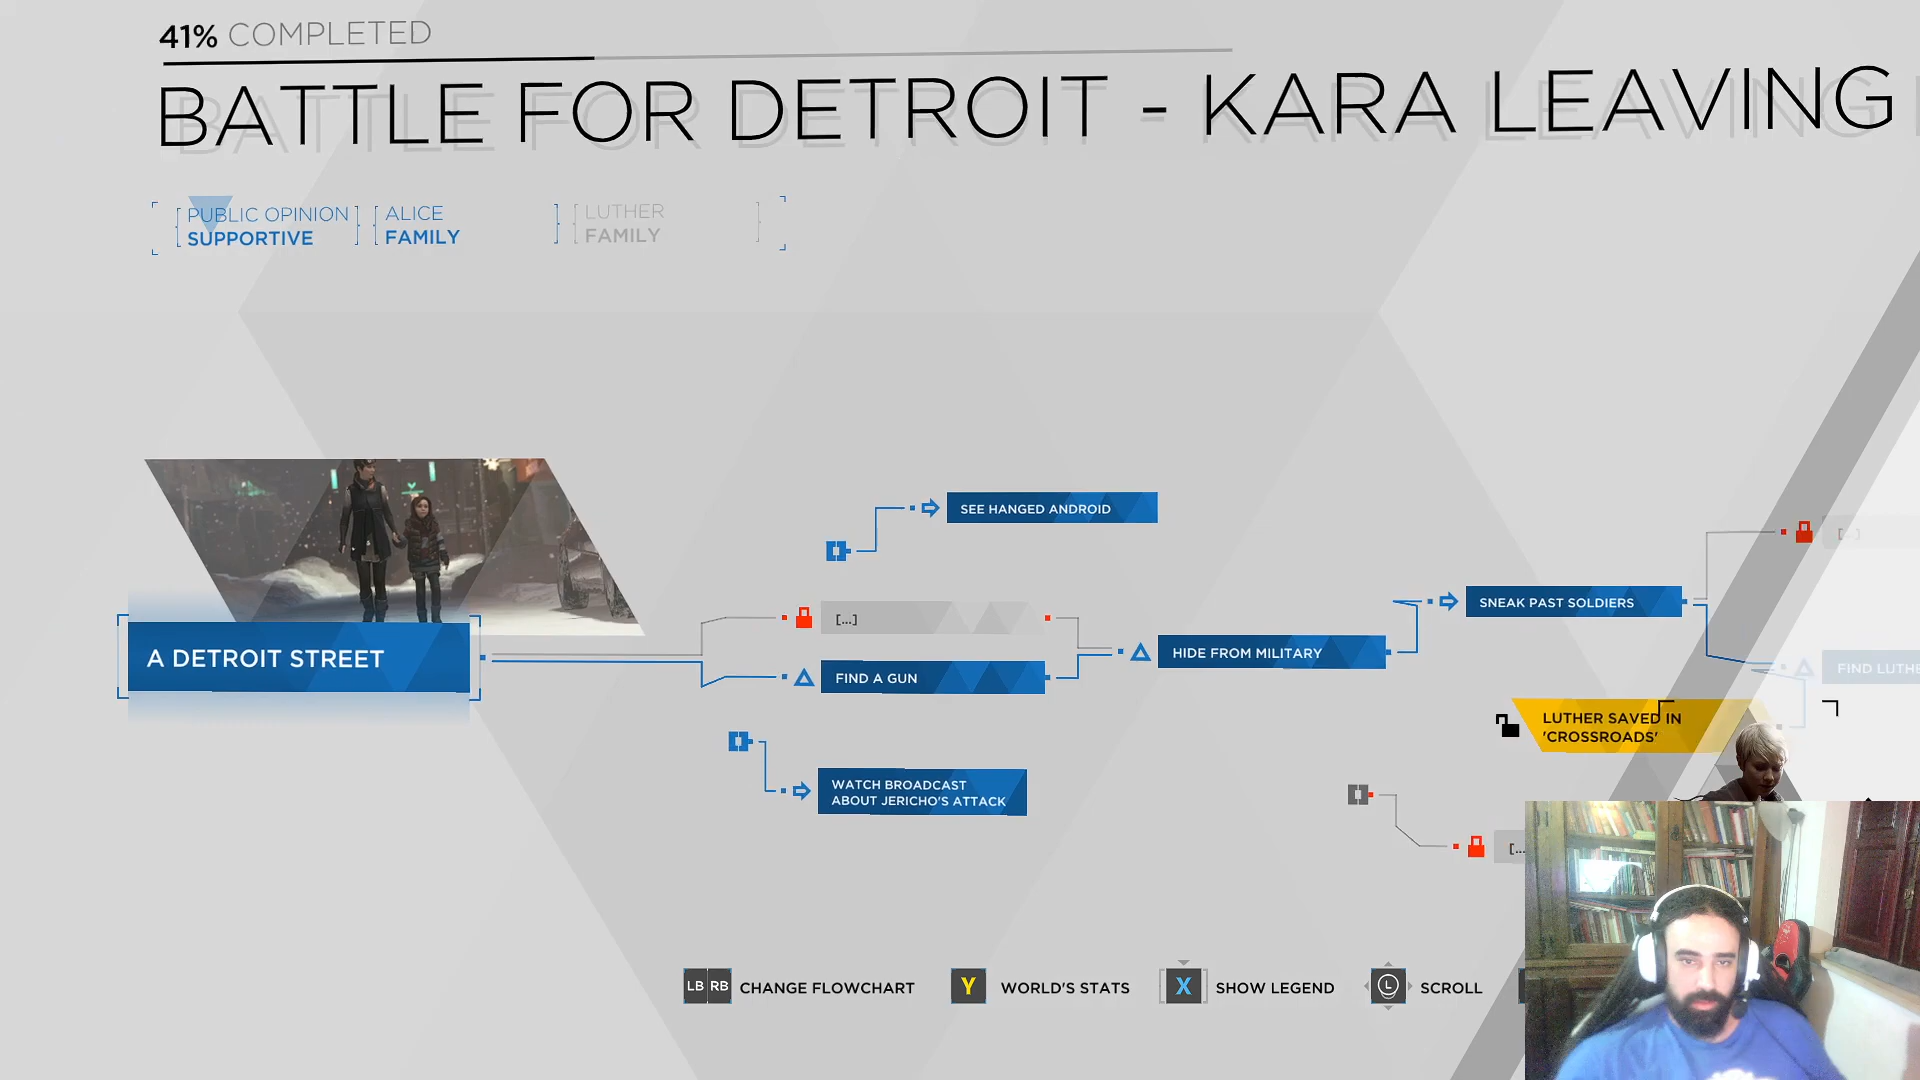 41% COMPLETED
BATTLE FOR DETROIT - KARA LEAVING
PUBLIC OPINION
SUPPORTIVE
ALICE
FAMILY
LUTHER
FAMILY
SEE HANGED ANDROID
[...]
SNEAK PAST SOLDIERS
A DETROIT STREET
[...]
HIDE FROM MILITARY
FIND A GUN
FIND LUTHE
LUTHER SAVED IN
'CROSSROADS'
WATCH BROADCAST
ABOUT JERICHO'S ATTACK
[...
LB RB CHANGE FLOWCHART
Y WORLD'S STATS
X SHOW LEGEND
L SCROLL